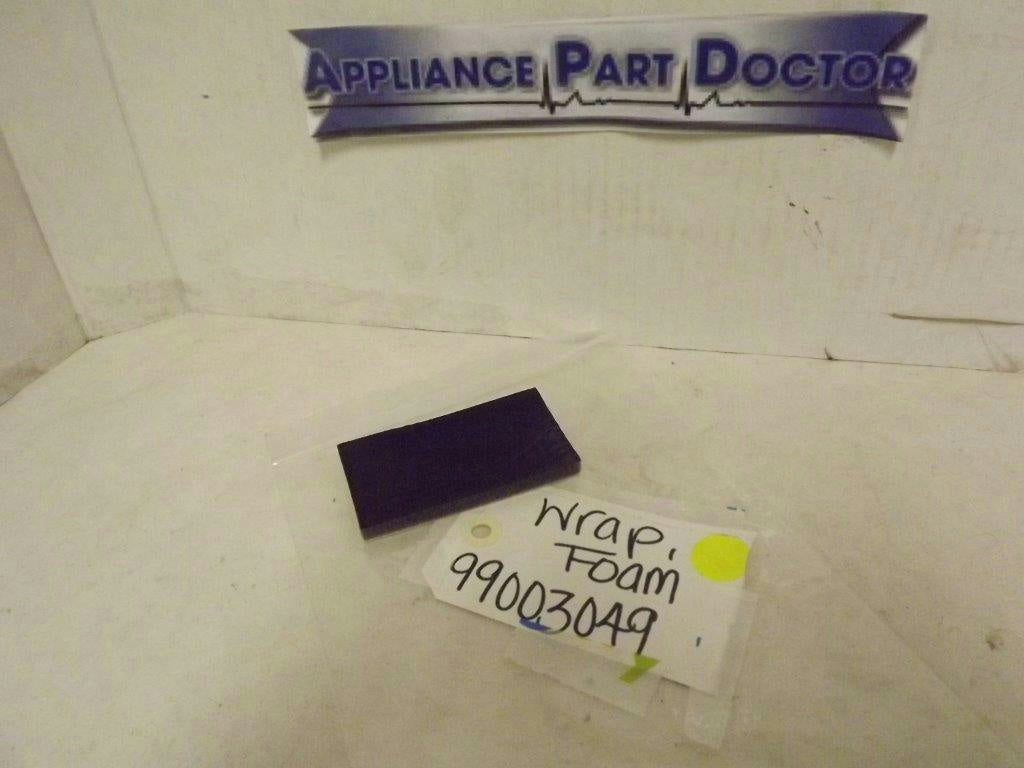 APPLIANCE PART DOCTOR
Wrap,
Foam
99003049